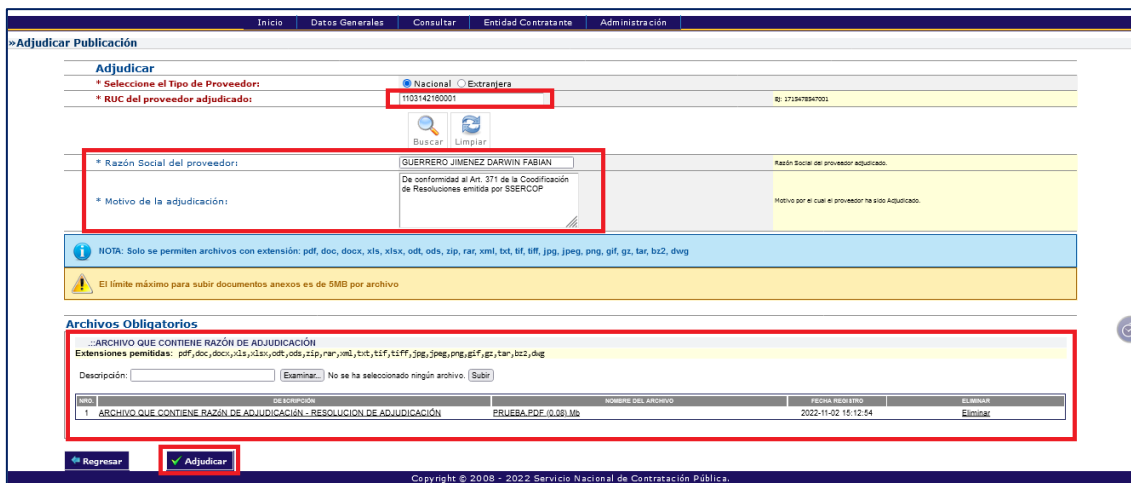 Inicio Datos Generales Consultar Entidad Contratante Administración
»Adjudicar Publicación
Adjudicar
* Seleccione el Tipo de Proveedor: Nacional Extranjera
* RUC del proveedor adjudicado: 1103142160001 Ej: 1715478547001
Buscar Limpiar
* Razón Social del proveedor: GUERRERO JIMENEZ DARWIN FABIAN Razón Social del proveedor adjudicado.
De conformidad al Art. 371 de la Coodificación
de Resoluciones emitida por SSERCOP
* Motivo de la adjudicación: Motivo por el cual el proveedor ha sido Adjudicado.
NOTA: Solo se permiten archivos con extensión: pdf, doc, docx, xls, xlsx, odt, ods, zip, rar, xml, txt, tif, tiff, jpg, jpeg, png, gif, gz, tar, bz2, dwg
El límite máximo para subir documentos anexos es de 5MB por archivo
Archivos Obligatorios
.::ARCHIVO QUE CONTIENE RAZÓN DE ADJUDICACIÓN
Extensiones pemitidas: pdf,doc,docx,xls,xlsx,odt,ods,zip,rar,xml,txt,tif,tiff,jpg,jpeg,png,gif,gz,tar,bz2,dwg
Descripción: Examinar... No se ha seleccionado ningún archivo. Subir
NRO. DESCRIPCIÓN NOMBRE DEL ARCHIVO FECHA REGISTRO ELIMINAR
1 ARCHIVO QUE CONTIENE RAZóN DE ADJUDICACIóN - RESOLUCION DE ADJUDICACIÓN PRUEBA.PDF (0.08) Mb 2022-11-02 15:12:54 Eliminar
Regresar Adjudicar
Copyright © 2008 - 2022 Servicio Nacional de Contratación Pública.